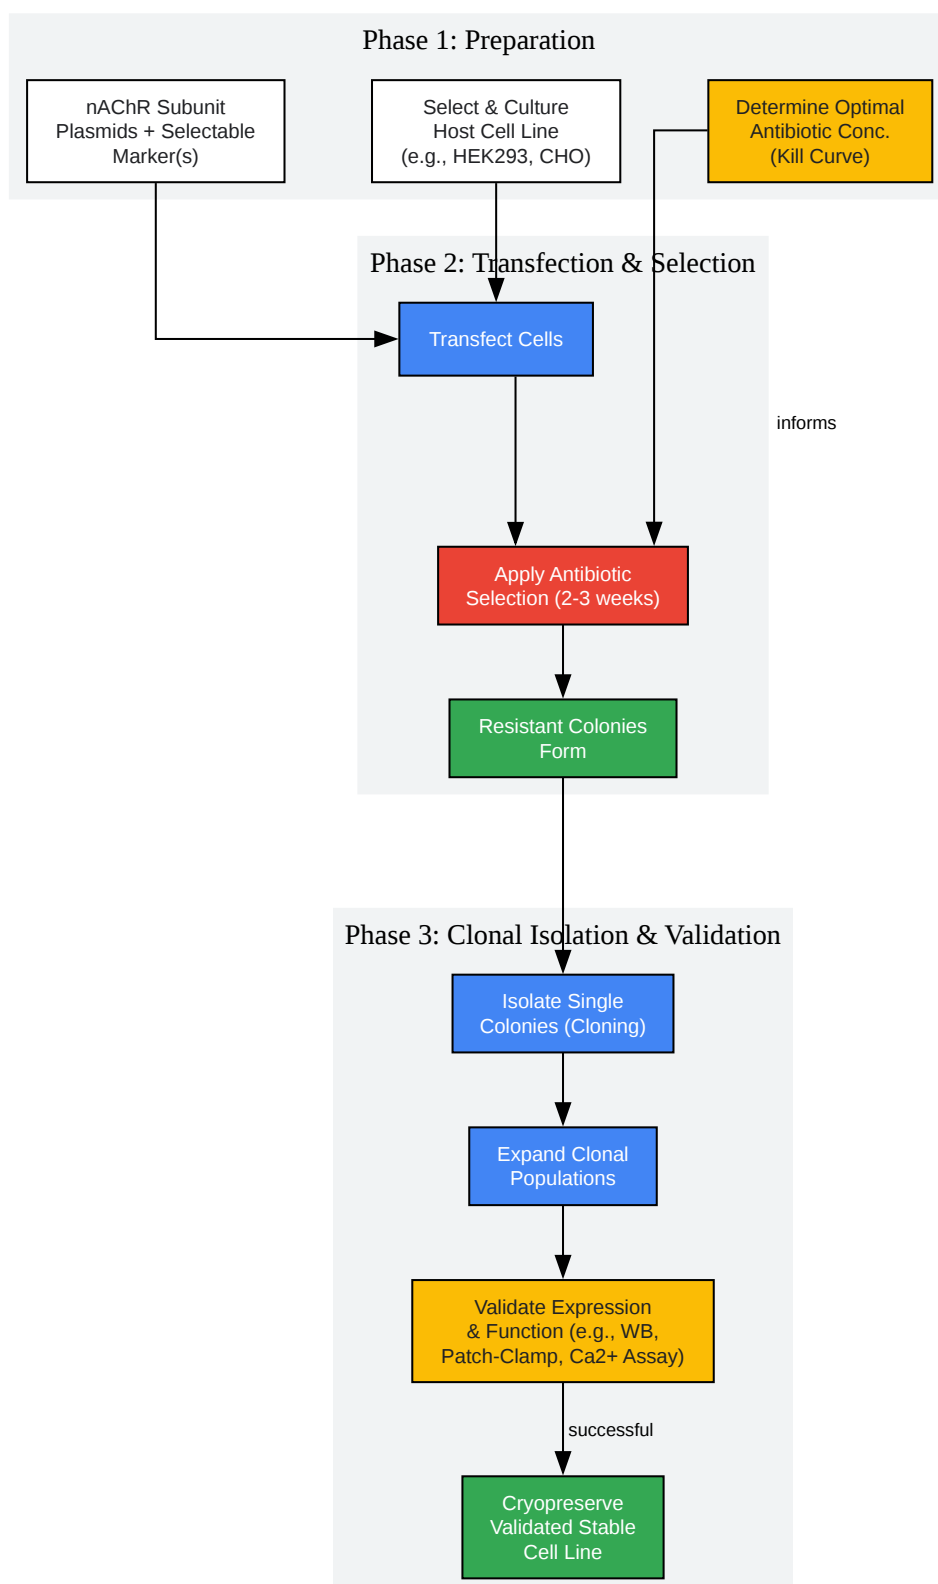 Phase 1: Preparation
nAChR Subunit
Plasmids + Selectable
Marker(s)
Select & Culture
Host Cell Line
(e.g., HEK293, CHO)
Determine Optimal
Antibiotic Conc.
(Kill Curve)
Phase 2: Transfection & Selection
Transfect Cells
informs
Apply Antibiotic
Selection (2-3 weeks)
Resistant Colonies
Form
Phase 3: Clonal Isolation & Validation
Isolate Single
Colonies (Cloning)
Expand Clonal
Populations
Validate Expression
& Function (e.g., WB,
Patch-Clamp, Ca2+ Assay)
successful
Cryopreserve
Validated Stable
Cell Line